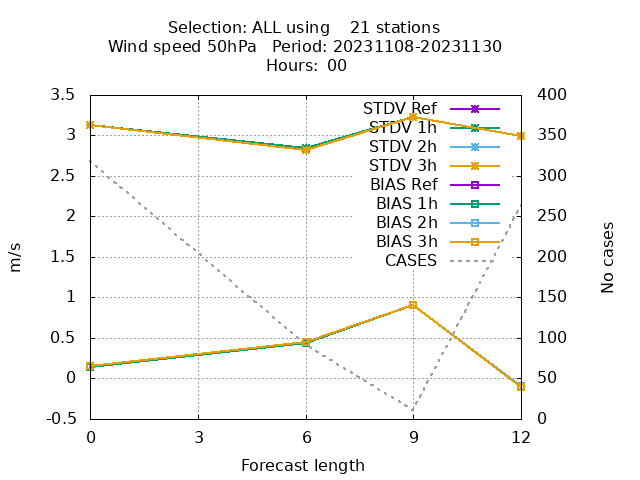 Selection: ALL using    21 stations
Wind speed 50hPa   Period: 20231108-20231130
Hours: 00
3.5
3
2.5
2
1.5
1
0.5
0
-0.5
m/s
400
350
300
250
200
150
100
50
0
No cases
STDV Ref
STDV 1h
STDV 2h
STDV 3h
BIAS Ref
BIAS 1h
BIAS 2h
BIAS 3h
CASES
0 3 6 9 12
Forecast length